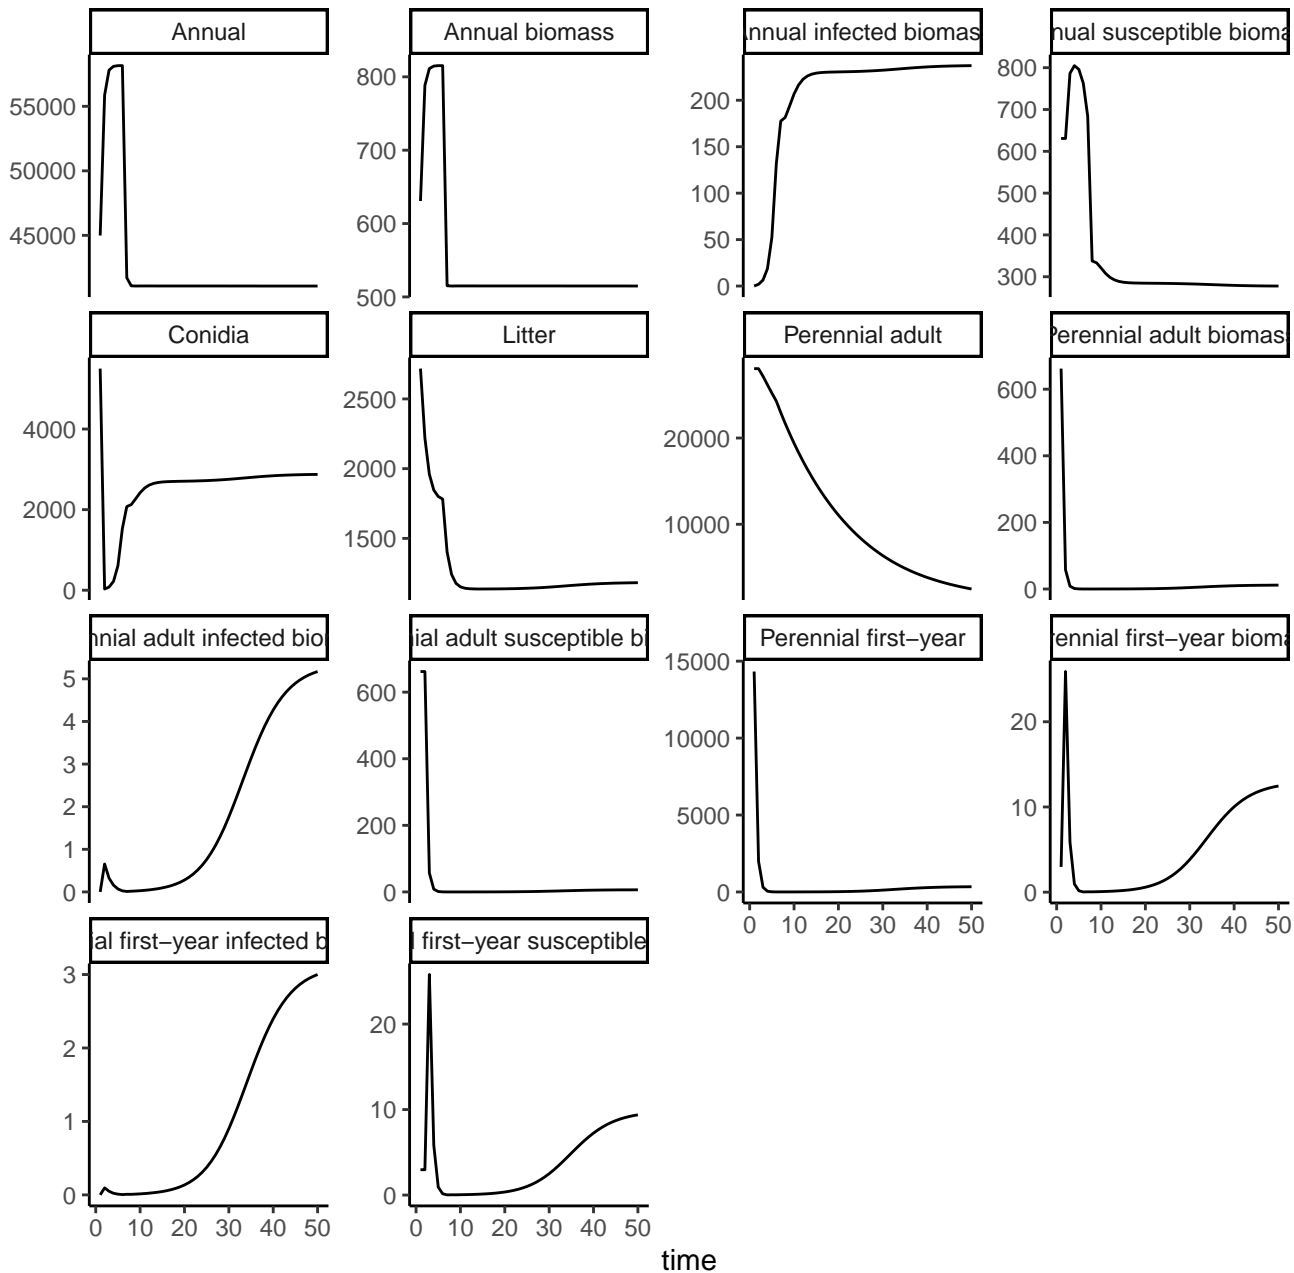 Annual
Annual biomass
Annual infected biomas
nual susceptible bioma
55000
50000
45000
800
700
600
500
200
150
100
50
0
800
700
600
500
400
300
Conidia
Litter
Perennial adult
Perennial adult biomas
4000
2000
0
2500
2000
1500
20000
10000
600
400
200
0
nnial adult infected bion
nial adult susceptible bi
Perennial first−year
rennial first−year bioma
5
4
3
2
1
0
600
400
200
0
15000
10000
5000
0
20
10
0
0 10 20 30 40 50
0 10 20 30 40 50
ial first−year infected b
l first−year susceptible
3
2
1
0
20
10
0
0 10 20 30 40 50
0 10 20 30 40 50
time